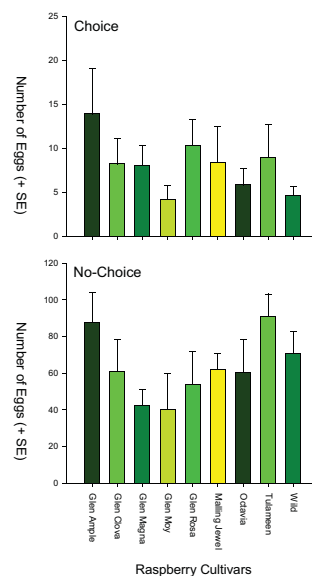 Choice
Number of Eggs (+ SE)
25
20
15
10
5
0
No-Choice
Number of Eggs (+ SE)
120
100
80
60
40
20
0
Glen Ample
Glen Clova
Glen Magna
Glen Moy
Glen Rosa
Malling Jewel
Octavia
Tulameen
Wild
Raspberry Cultivars